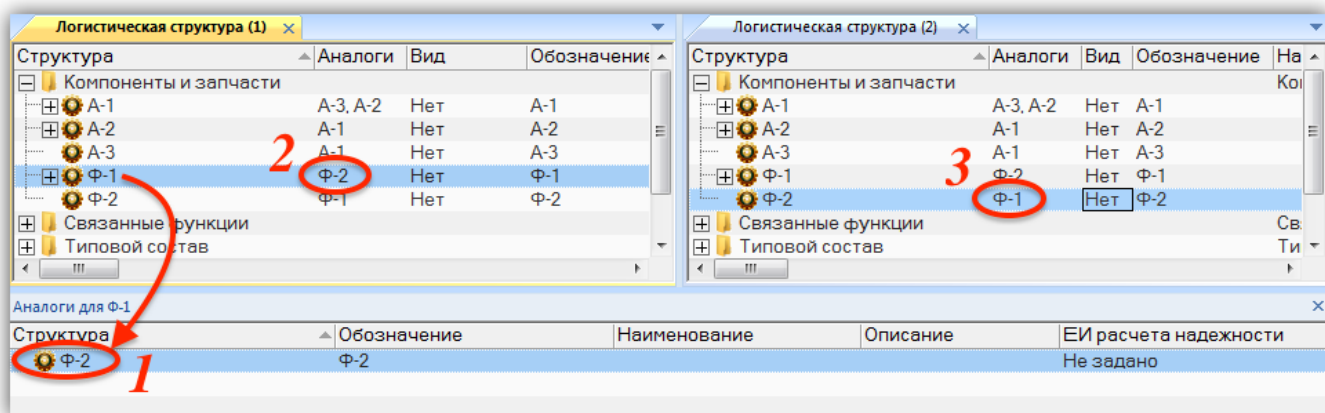 Логистическая структура (1)
Логистическая структура (2)
Структура Аналоги Вид Обозначение
Компоненты и запчасти
А-1 А-3, А-2 Нет А-1
А-2 А-1 Нет А-2
А-3 А-1 Нет А-3
Ф-1 Ф-2 Нет Ф-1
Ф-2 Ф-1 Нет Ф-2
Связанные функции
Типовой состав
2
Структура Аналоги Вид Обозначение На
Компоненты и запчасти Ко
А-1 А-3, А-2 Нет А-1
А-2 А-1 Нет А-2
А-3 А-1 Нет А-3
Ф-1 Ф-2 Нет Ф-1
Ф-2 Ф-1 Нет Ф-2
Связанные функции Св
Типовой состав Ти
3
Аналоги для Ф-1
Структура Обозначение Наименование Описание ЕИ расчета надежности
Ф-2 Ф-2 Не задано
1